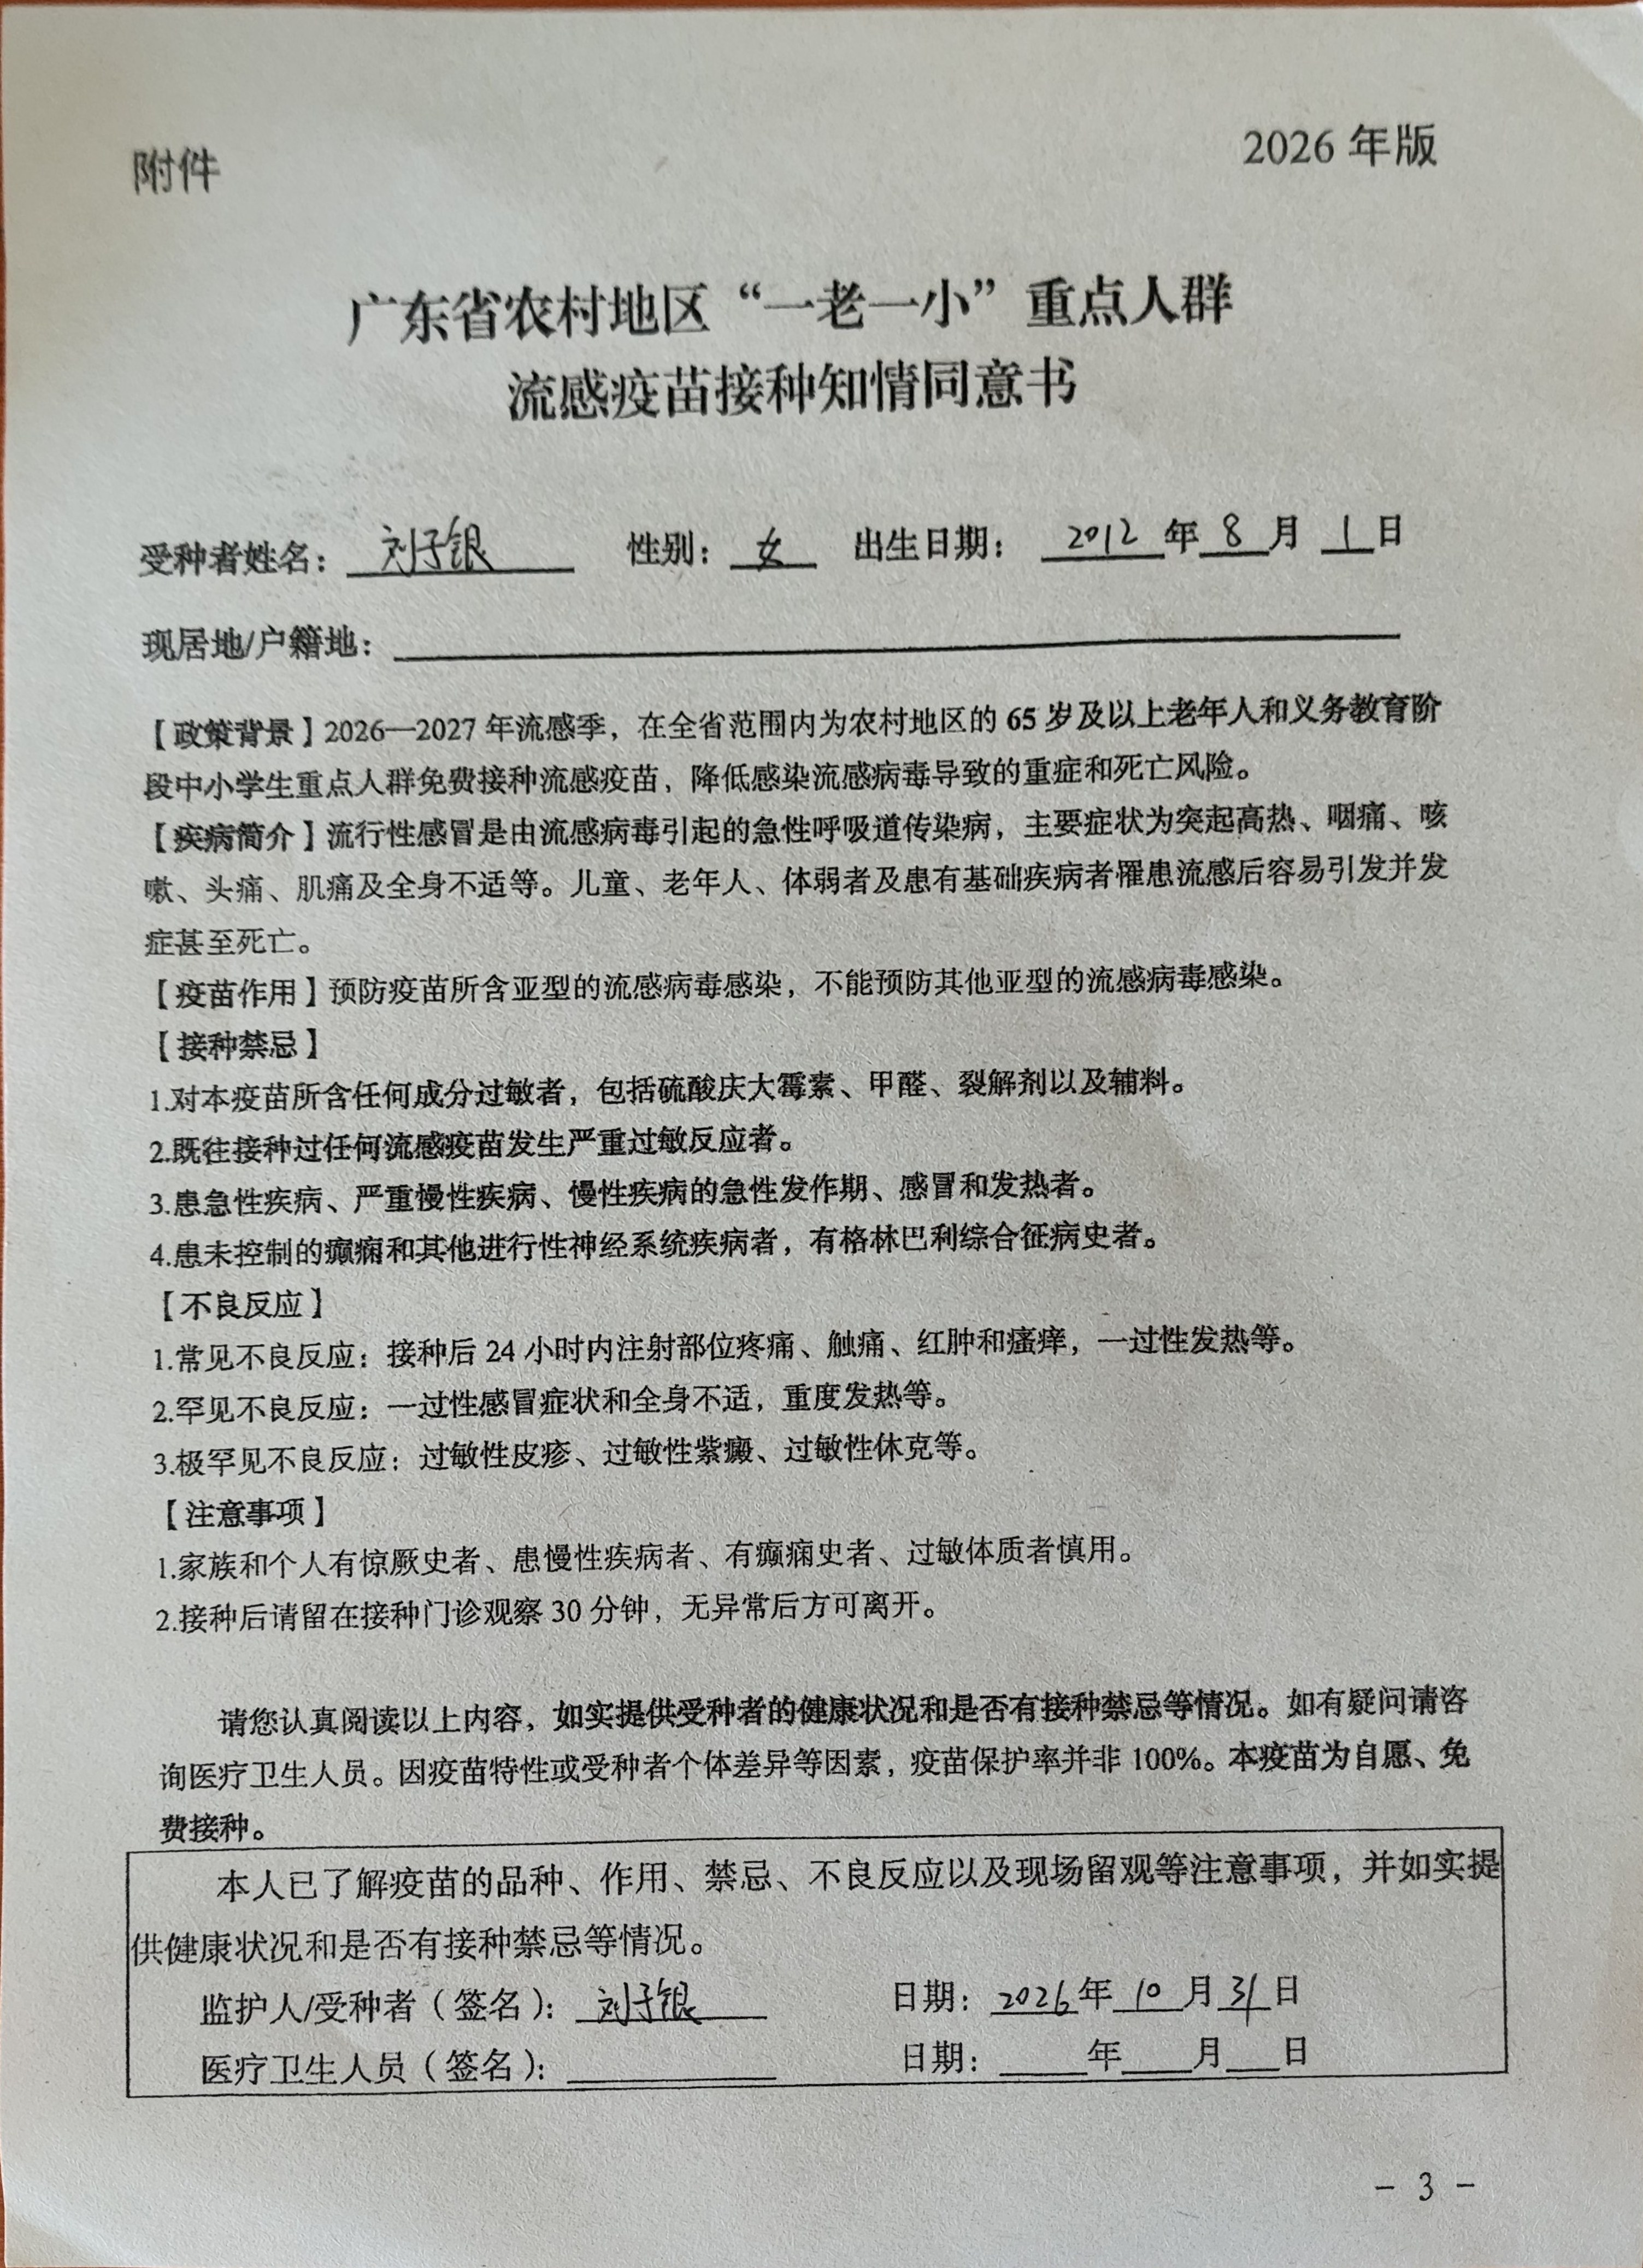 附件
2026 年版
广东省农村地区“一老一小”重点人群
流感疫苗接种知情同意书
受种者姓名： 刘子银 性别： 女 出生日期： 2012 年 8 月 1 日
现居地/户籍地：
【政策背景】2026—2027 年流感季，在全省范围内为农村地区的 65 岁及以上老年人和义务教育阶
段中小学生重点人群免费接种流感疫苗，降低感染流感病毒导致的重症和死亡风险。
【疾病简介】流行性感冒是由流感病毒引起的急性呼吸道传染病，主要症状为突起高热、咽痛、咳
嗽、头痛、肌痛及全身不适等。儿童、老年人、体弱者及患有基础疾病者罹患流感后容易引发并发
症甚至死亡。
【疫苗作用】预防疫苗所含亚型的流感病毒感染，不能预防其他亚型的流感病毒感染。
【接种禁忌】
1.对本疫苗所含任何成分过敏者，包括硫酸庆大霉素、甲醛、裂解剂以及辅料。
2.既往接种过任何流感疫苗发生严重过敏反应者。
3.患急性疾病、严重慢性疾病、慢性疾病的急性发作期、感冒和发热者。
4.患未控制的癫痫和其他进行性神经系统疾病者，有格林巴利综合征病史者。
【不良反应】
1.常见不良反应：接种后 24 小时内注射部位疼痛、触痛、红肿和瘙痒，一过性发热等。
2.罕见不良反应：一过性感冒症状和全身不适，重度发热等。
3.极罕见不良反应：过敏性皮疹、过敏性紫癜、过敏性休克等。
【注意事项】
1.家族和个人有惊厥史者、患慢性疾病者、有癫痫史者、过敏体质者慎用。
2.接种后请留在接种门诊观察 30 分钟，无异常后方可离开。
请您认真阅读以上内容，如实提供受种者的健康状况和是否有接种禁忌等情况。如有疑问请咨
询医疗卫生人员。因疫苗特性或受种者个体差异等因素，疫苗保护率并非 100%。本疫苗为自愿、免
费接种。
本人已了解疫苗的品种、作用、禁忌、不良反应以及现场留观等注意事项，并如实提
供健康状况和是否有接种禁忌等情况。
监护人/受种者（签名）： 刘子银 日期： 2026 年 10 月 31 日
医疗卫生人员（签名）： 日期： 年 月 日
－ 3 －